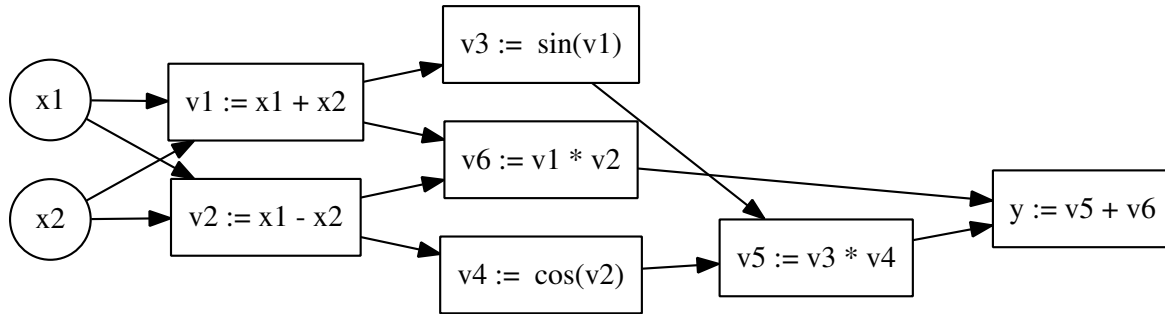 x1
x2
v1 := x1 + x2
v2 := x1 - x2
v3 := sin(v1)
v6 := v1 * v2
v4 := cos(v2)
v5 := v3 * v4
y := v5 + v6